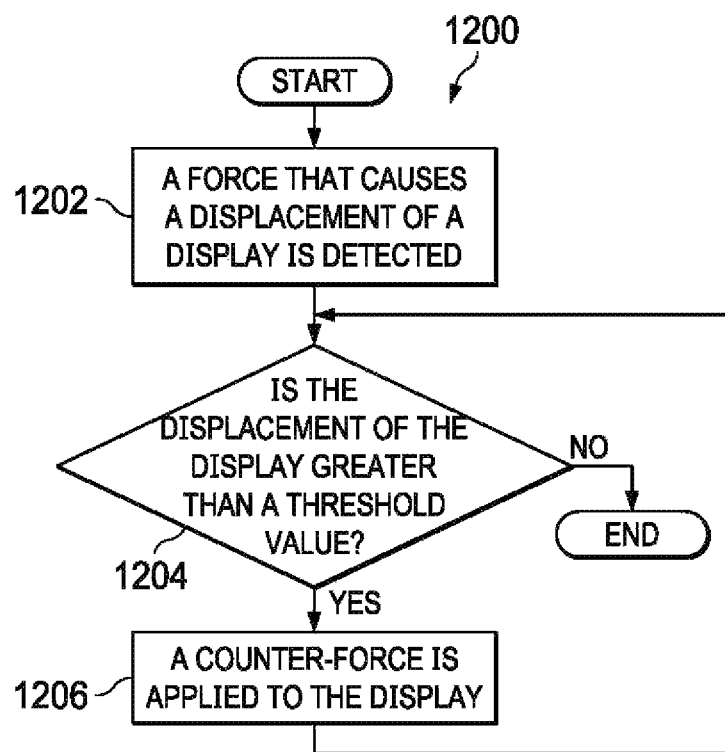 1200
START
1202
A FORCE THAT CAUSES
A DISPLACEMENT OF A
DISPLAY IS DETECTED
IS THE
DISPLACEMENT OF THE
DISPLAY GREATER
THAN A THRESHOLD
VALUE?
NO
END
1204
YES
1206
A COUNTER-FORCE IS
APPLIED TO THE DISPLAY